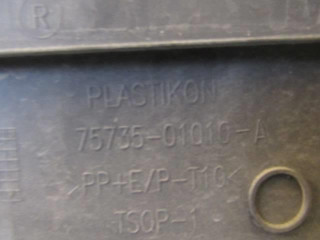 ®
PLASTIKON
75735-01010-A
>PP+E/P-T10<
TSOP-1